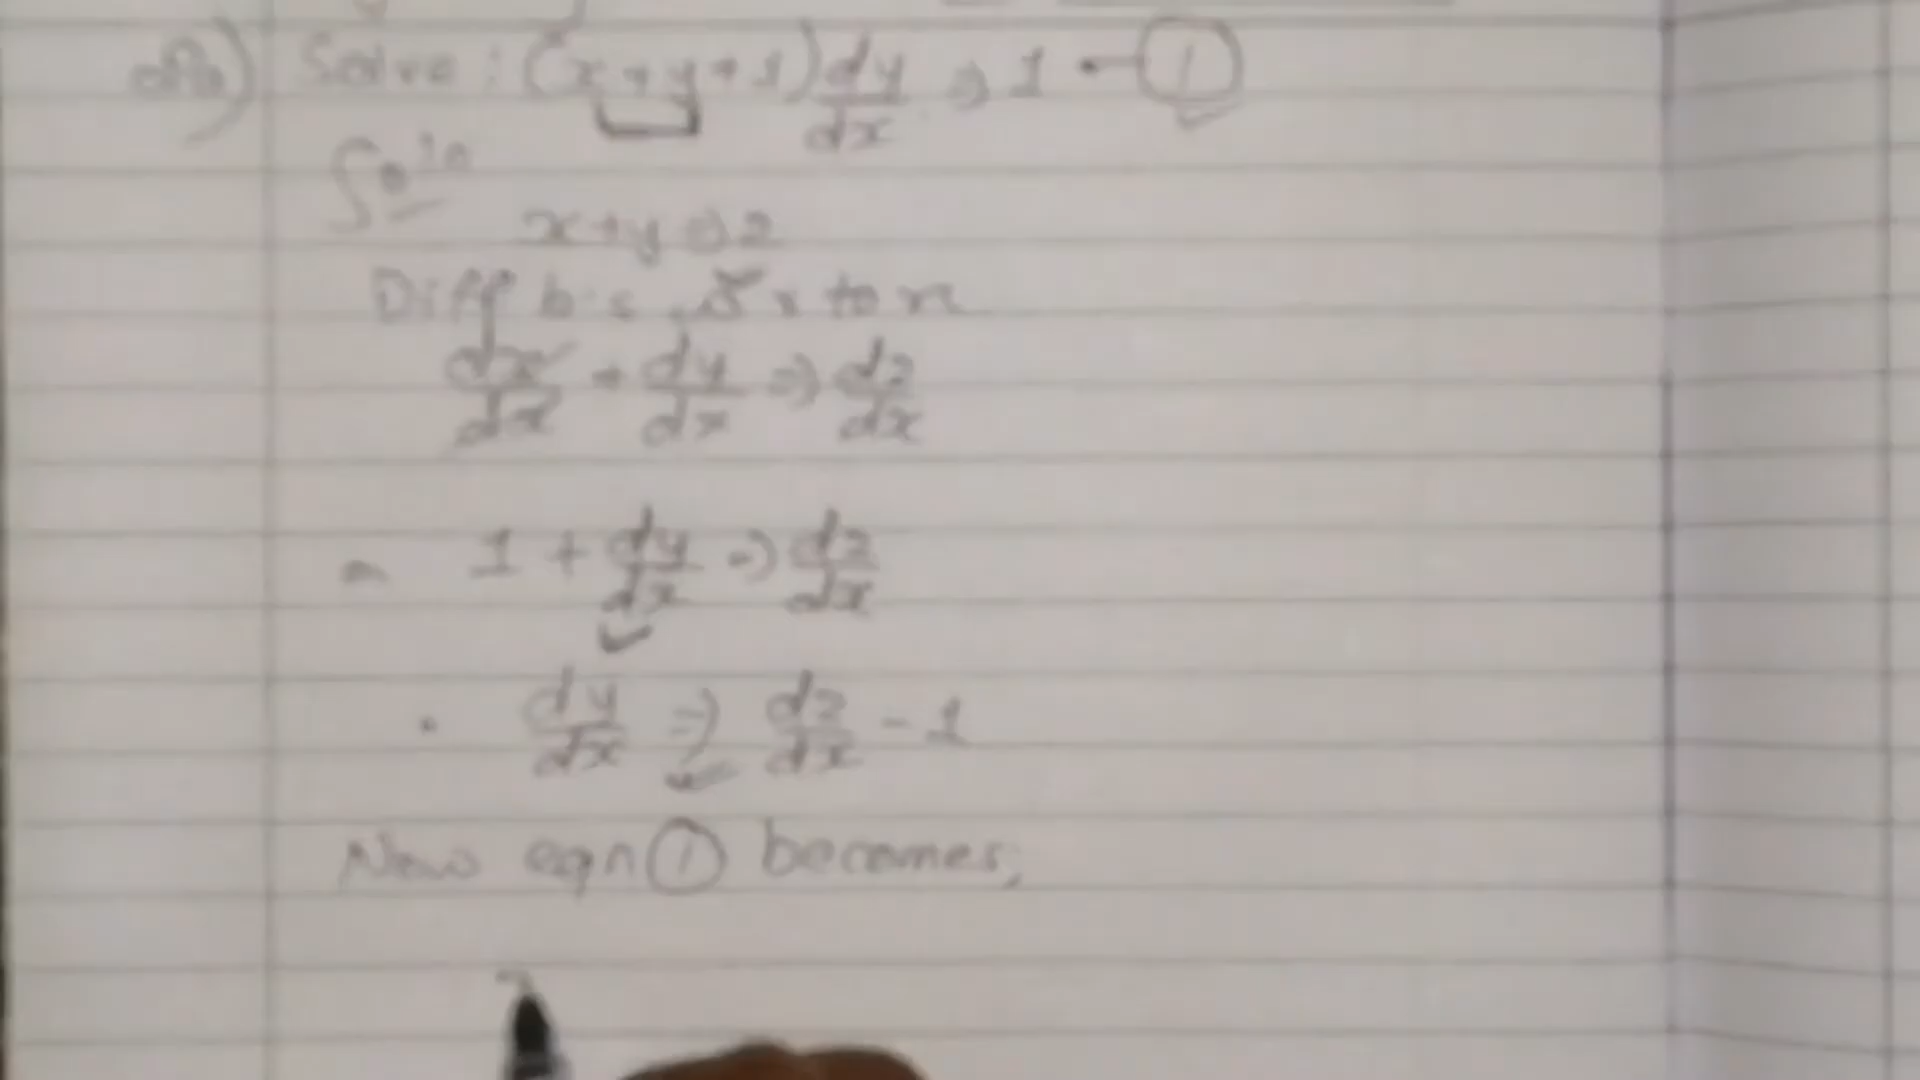 Solve : (x+y+1) dy/dx => 1 - ①
Soln
x+y => z
Diff b.s. w.r. to x
dx/dx + dy/dx => dz/dx
1 + dy/dx => dz/dx
dy/dx => dz/dx - 1
Now eqn ① becomes,